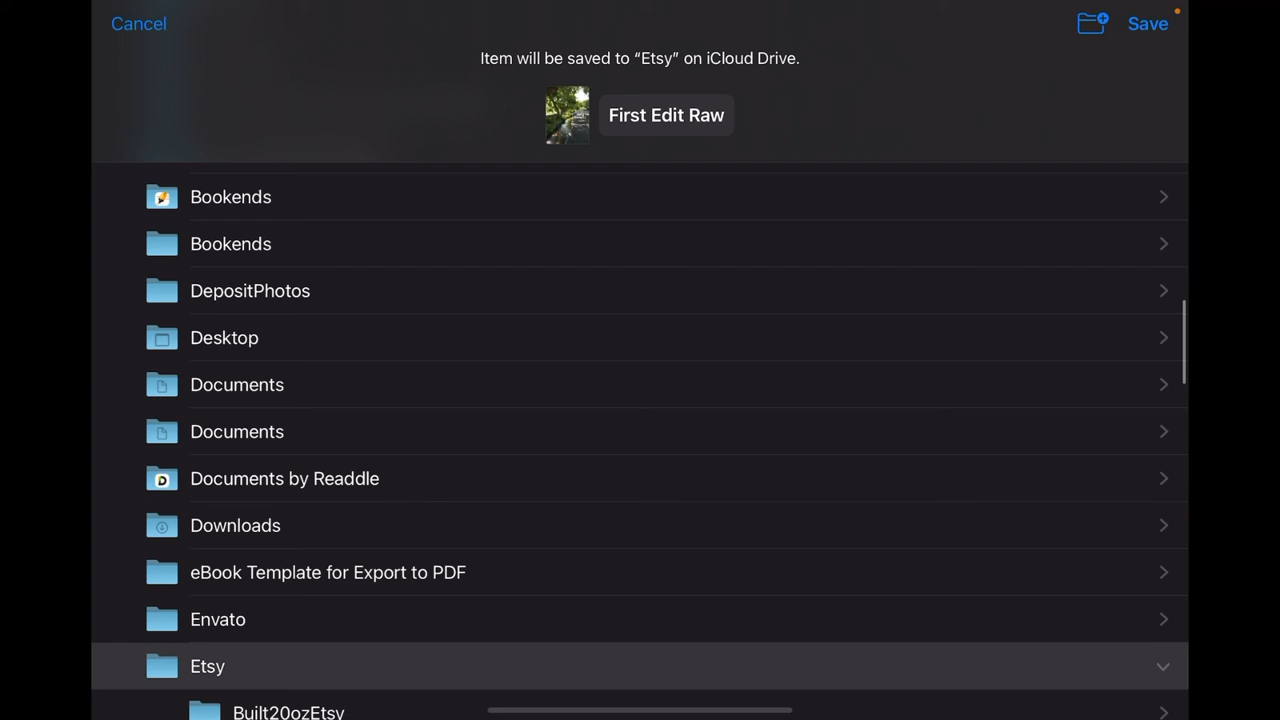 Cancel
Save
Item will be saved to “Etsy” on iCloud Drive.
First Edit Raw
Bookends
Bookends
DepositPhotos
Desktop
Documents
Documents
Documents by Readdle
Downloads
eBook Template for Export to PDF
Envato
Etsy
Built20ozEtsy